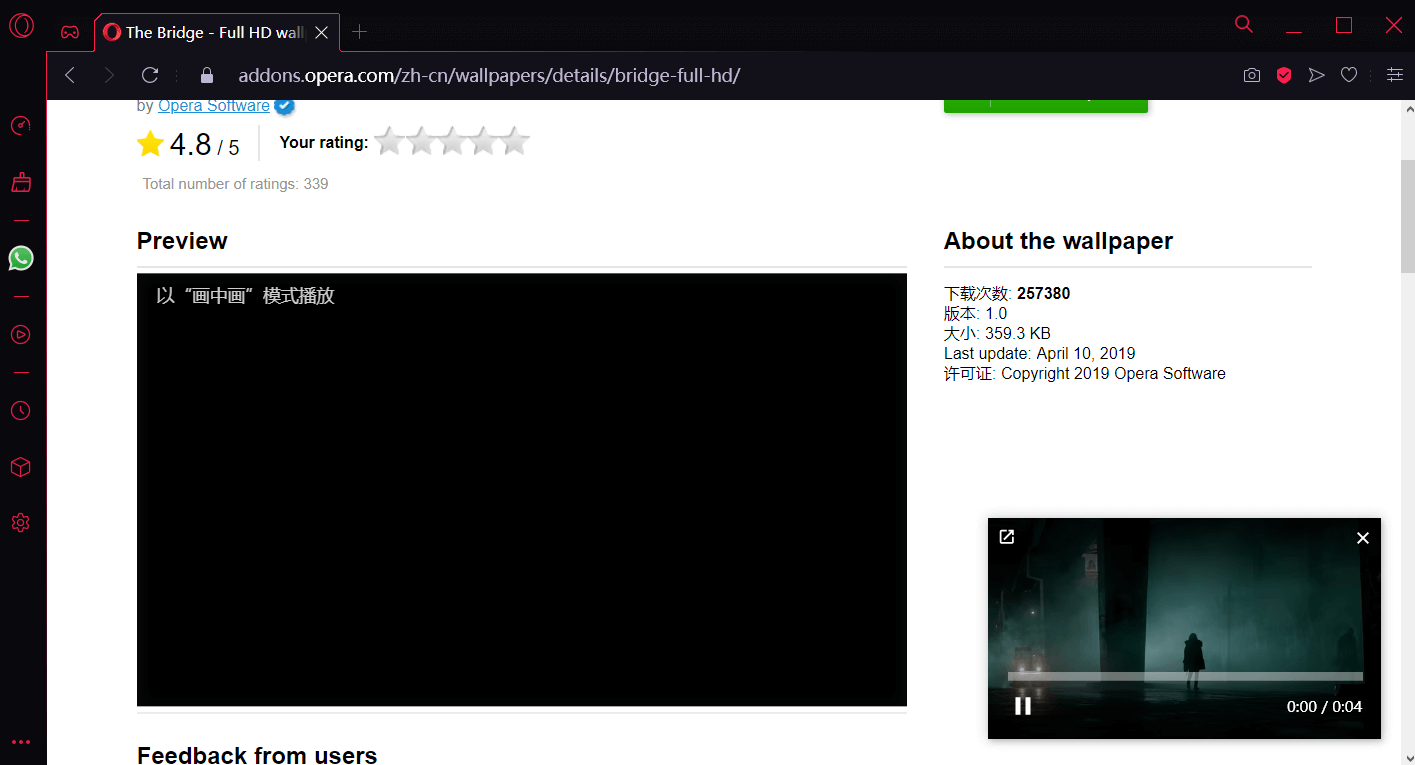 The Bridge - Full HD wall
addons.opera.com/zh-cn/wallpapers/details/bridge-full-hd/
by Opera Software
4.8 / 5
Your rating:
Total number of ratings: 339
Preview
以“画中画”模式播放
About the wallpaper
下载次数: 257380
版本: 1.0
大小: 359.3 KB
Last update: April 10, 2019
许可证: Copyright 2019 Opera Software
0:00 / 0:04
Feedback from users